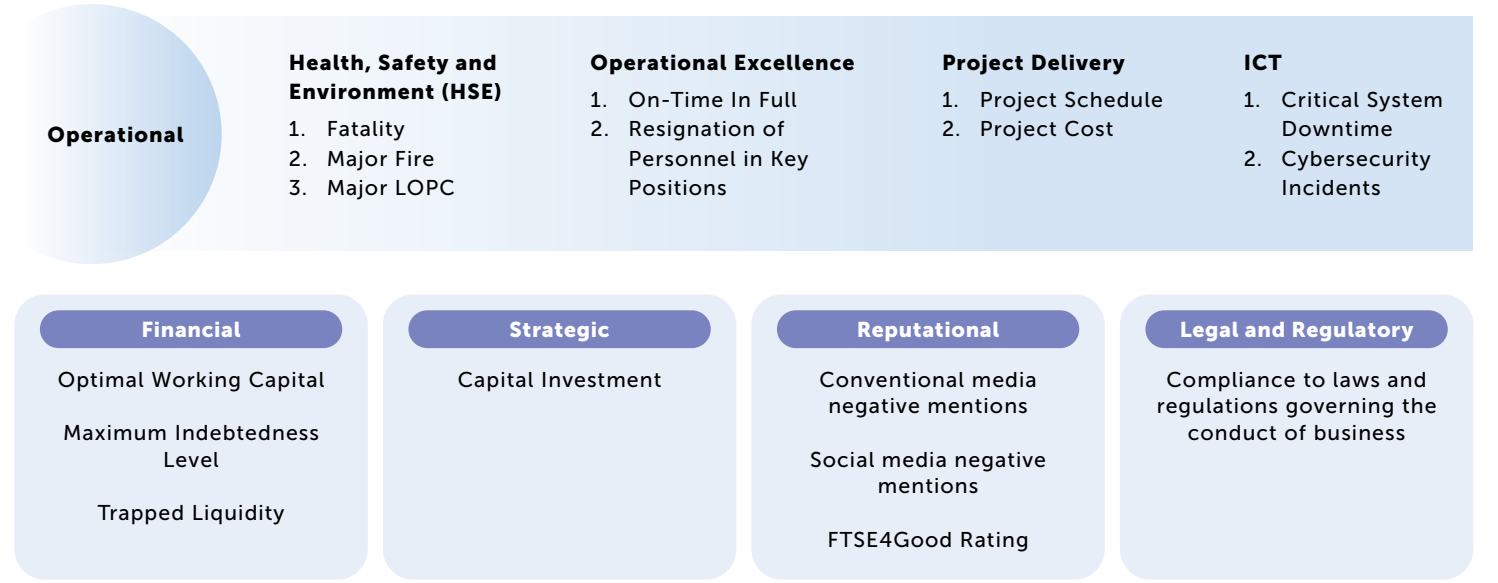 Operational
Health, Safety and
Environment (HSE)
1. Fatality
2. Major Fire
3. Major LOPC
Operational Excellence
1. On-Time In Full
2. Resignation of
Personnel in Key
Positions
Project Delivery
1. Project Schedule
2. Project Cost
ICT
1. Critical System
Downtime
2. Cybersecurity
Incidents
Financial
Optimal Working Capital
Maximum Indebtedness
Level
Trapped Liquidity
Strategic
Capital Investment
Reputational
Conventional media
negative mentions
Social media negative
mentions
FTSE4Good Rating
Legal and Regulatory
Compliance to laws and
regulations governing the
conduct of business